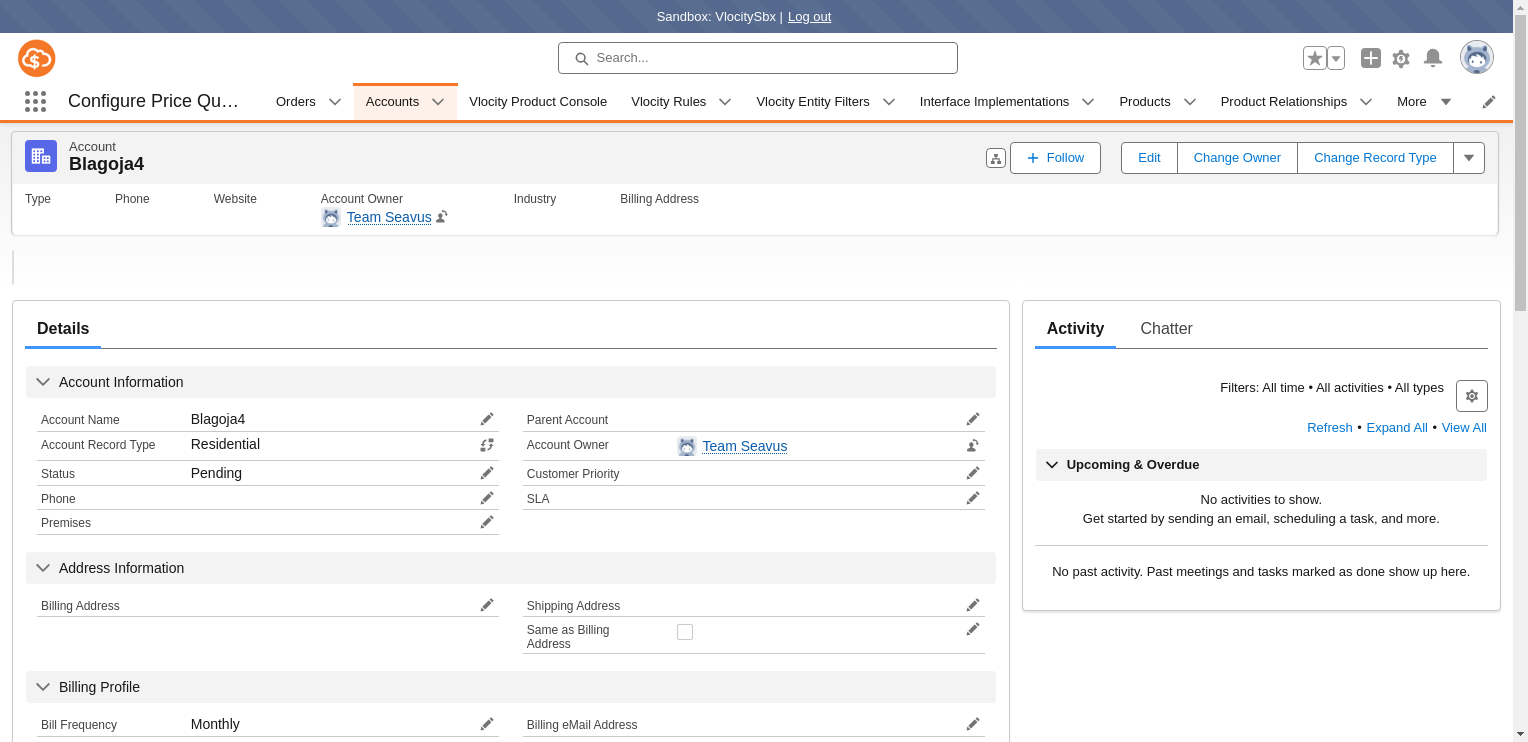 Sandbox: VlocitySbx | Log out
Search...
Configure Price Qu... Orders Accounts Vlocity Product Console Vlocity Rules Vlocity Entity Filters Interface Implementations Products Product Relationships More
Account
Blagoja4
Follow Edit Change Owner Change Record Type
Type Phone Website Account Owner Industry Billing Address
Team Seavus
Details
Account Information
Account Name Blagoja4 Parent Account
Account Record Type Residential Account Owner Team Seavus
Status Pending Customer Priority
Phone SLA
Premises
Address Information
Billing Address Shipping Address
Same as Billing
Address
Billing Profile
Bill Frequency Monthly Billing eMail Address
Activity Chatter
Filters: All time • All activities • All types
Refresh • Expand All • View All
Upcoming & Overdue
No activities to show.
Get started by sending an email, scheduling a task, and more.
No past activity. Past meetings and tasks marked as done show up here.